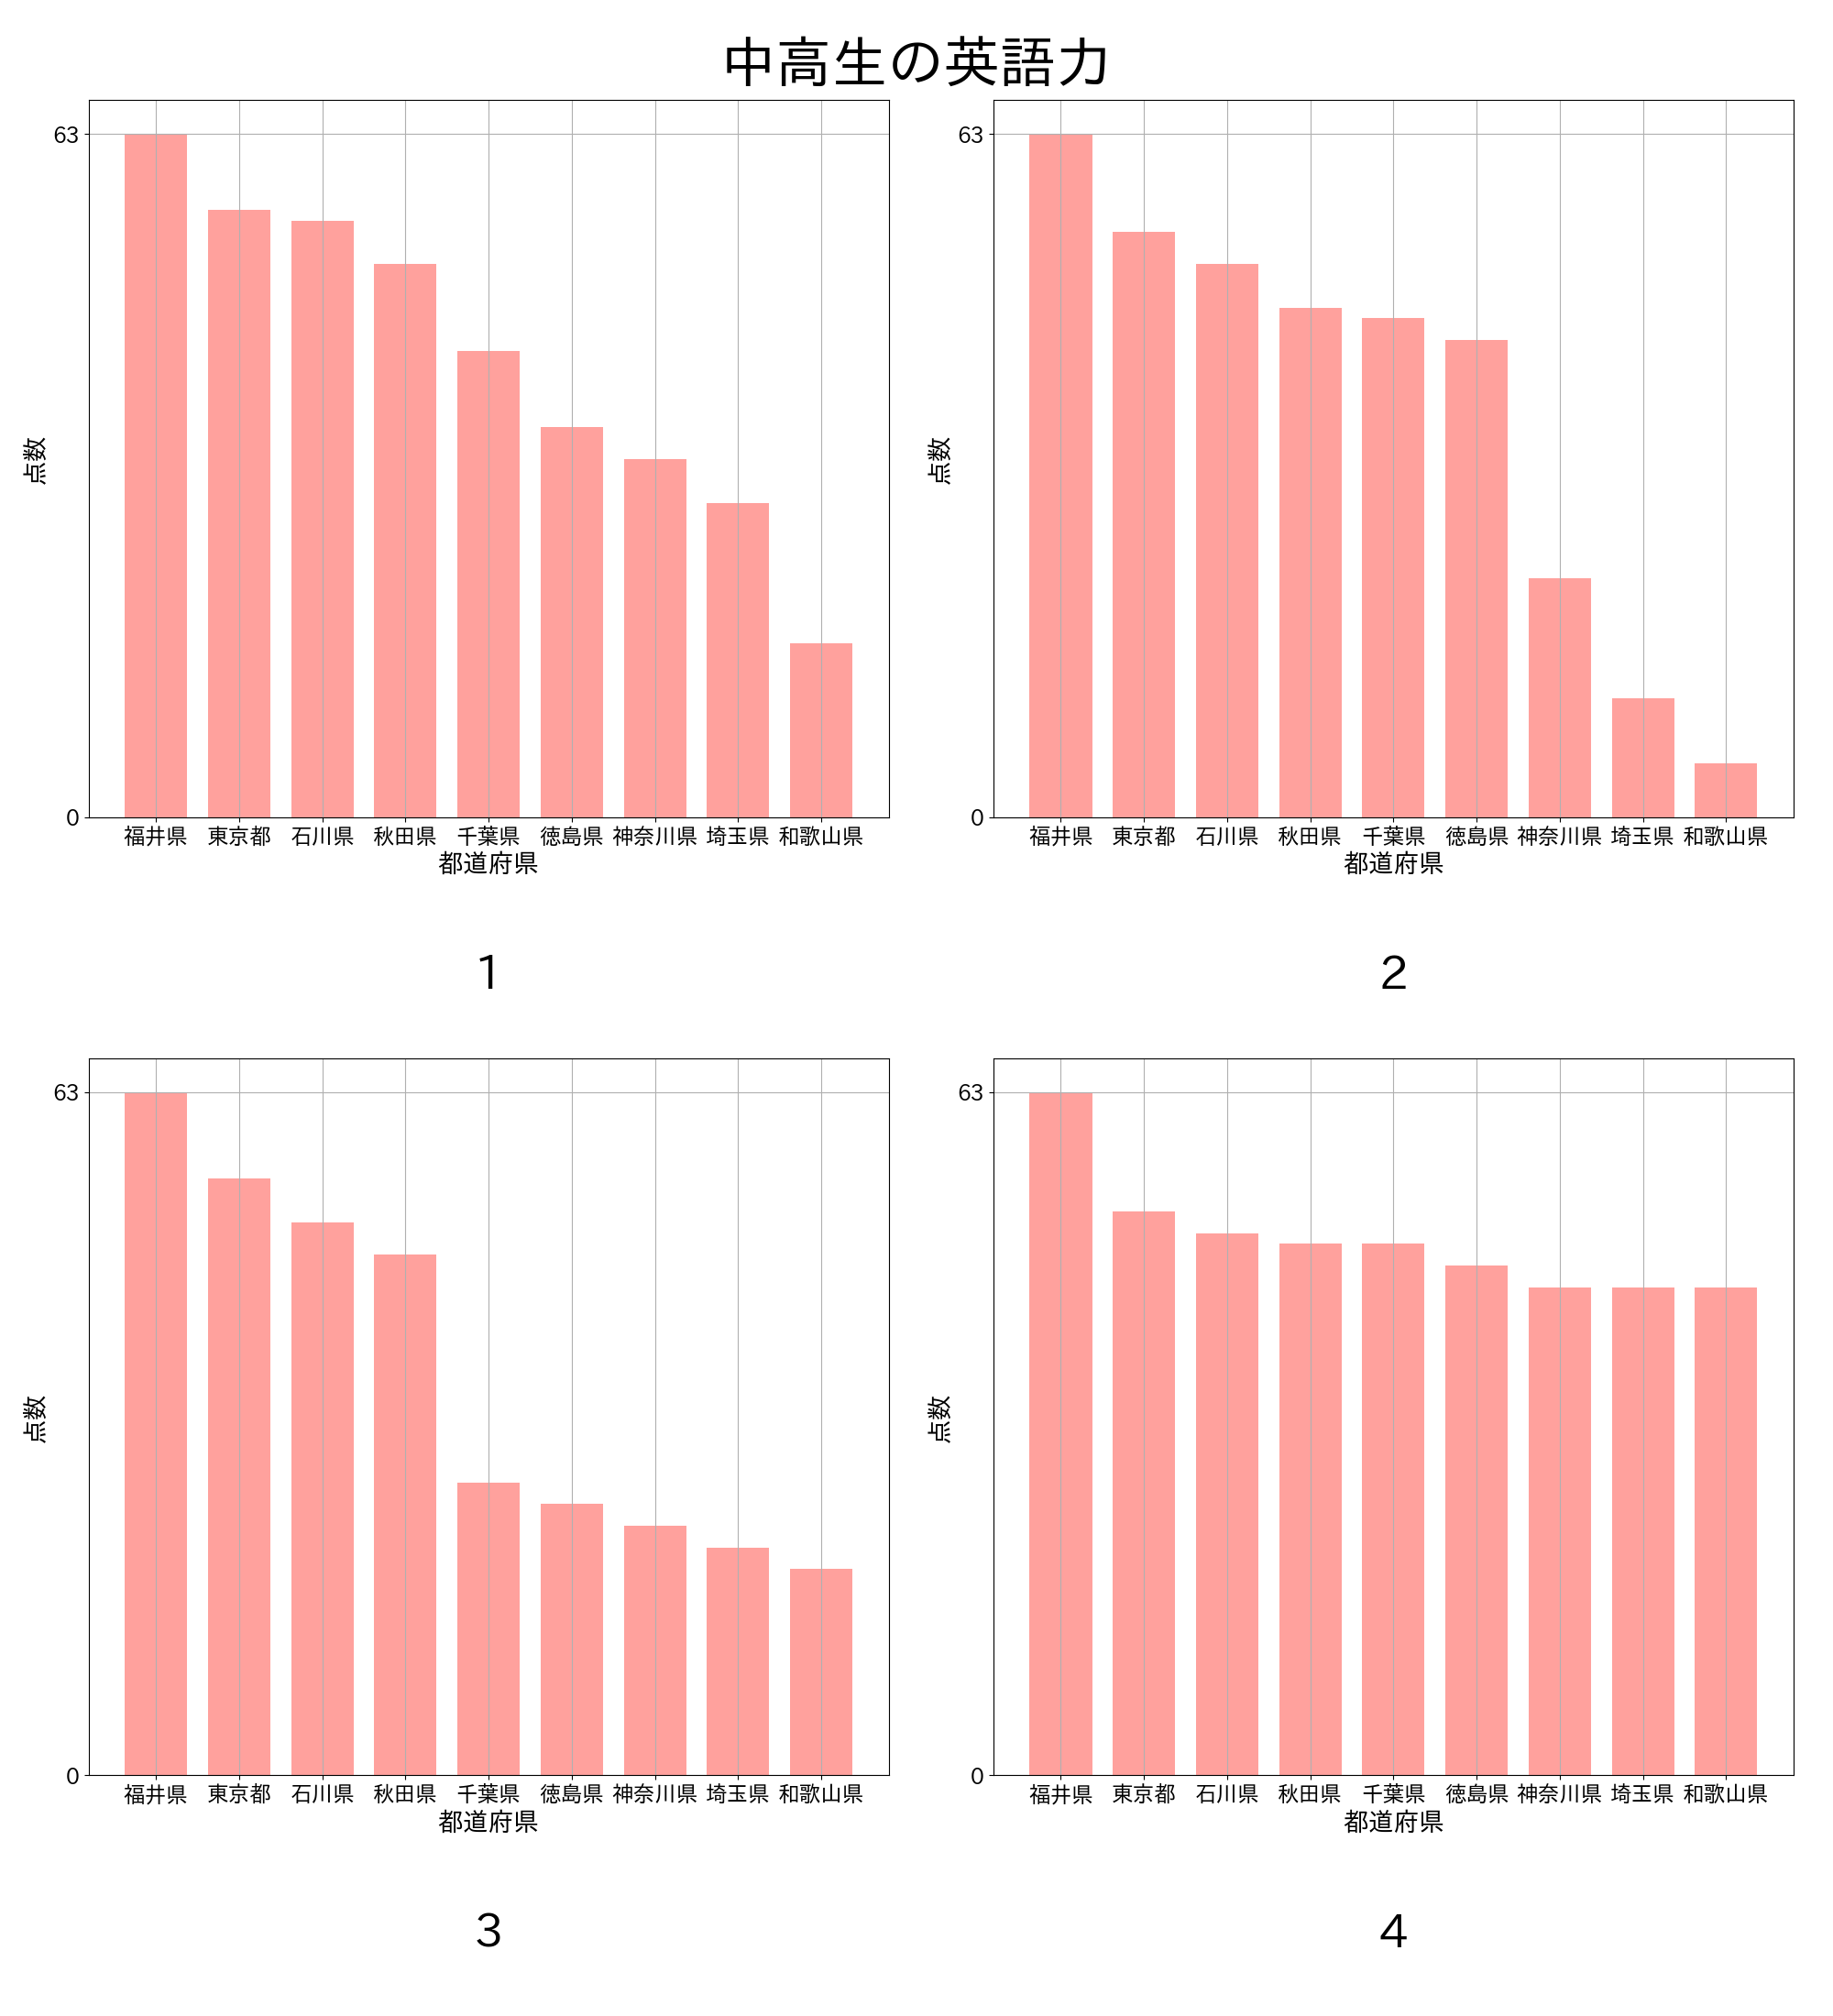 中高生の英語力
63
0
点数
福井県 東京都 石川県 秋田県 千葉県 徳島県 神奈川県 埼玉県 和歌山県
都道府県
1
63
0
点数
福井県 東京都 石川県 秋田県 千葉県 徳島県 神奈川県 埼玉県 和歌山県
都道府県
2
63
0
点数
福井県 東京都 石川県 秋田県 千葉県 徳島県 神奈川県 埼玉県 和歌山県
都道府県
3
63
0
点数
福井県 東京都 石川県 秋田県 千葉県 徳島県 神奈川県 埼玉県 和歌山県
都道府県
4